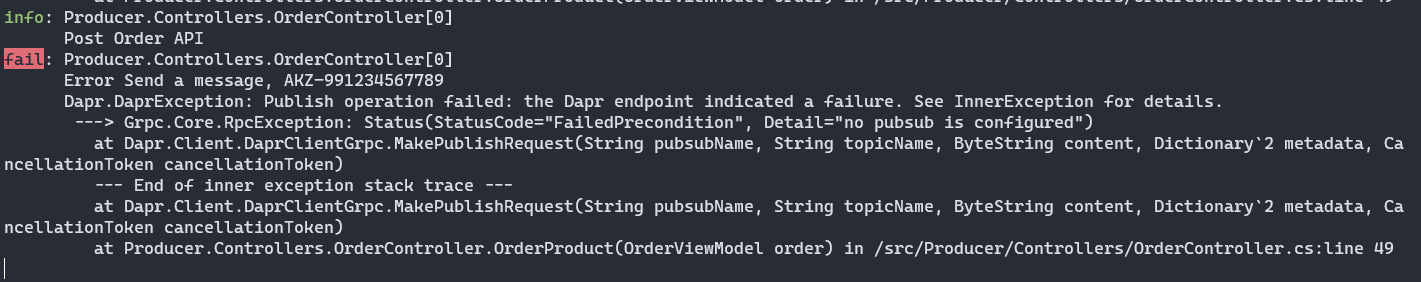 at Producer.Controllers.OrderController.OrderProduct(OrderViewModel order) in /src/Producer/Controllers/OrderController.cs:line 49
info: Producer.Controllers.OrderController[0]
Post Order API
fail: Producer.Controllers.OrderController[0]
Error Send a message, AKZ-991234567789
Dapr.DaprException: Publish operation failed: the Dapr endpoint indicated a failure. See InnerException for details.
---> Grpc.Core.RpcException: Status(StatusCode="FailedPrecondition", Detail="no pubsub is configured")
at Dapr.Client.DaprClientGrpc.MakePublishRequest(String pubsubName, String topicName, ByteString content, Dictionary`2 metadata, Ca
ncellationToken cancellationToken)
--- End of inner exception stack trace ---
at Dapr.Client.DaprClientGrpc.MakePublishRequest(String pubsubName, String topicName, ByteString content, Dictionary`2 metadata, Ca
ncellationToken cancellationToken)
at Producer.Controllers.OrderController.OrderProduct(OrderViewModel order) in /src/Producer/Controllers/OrderController.cs:line 49